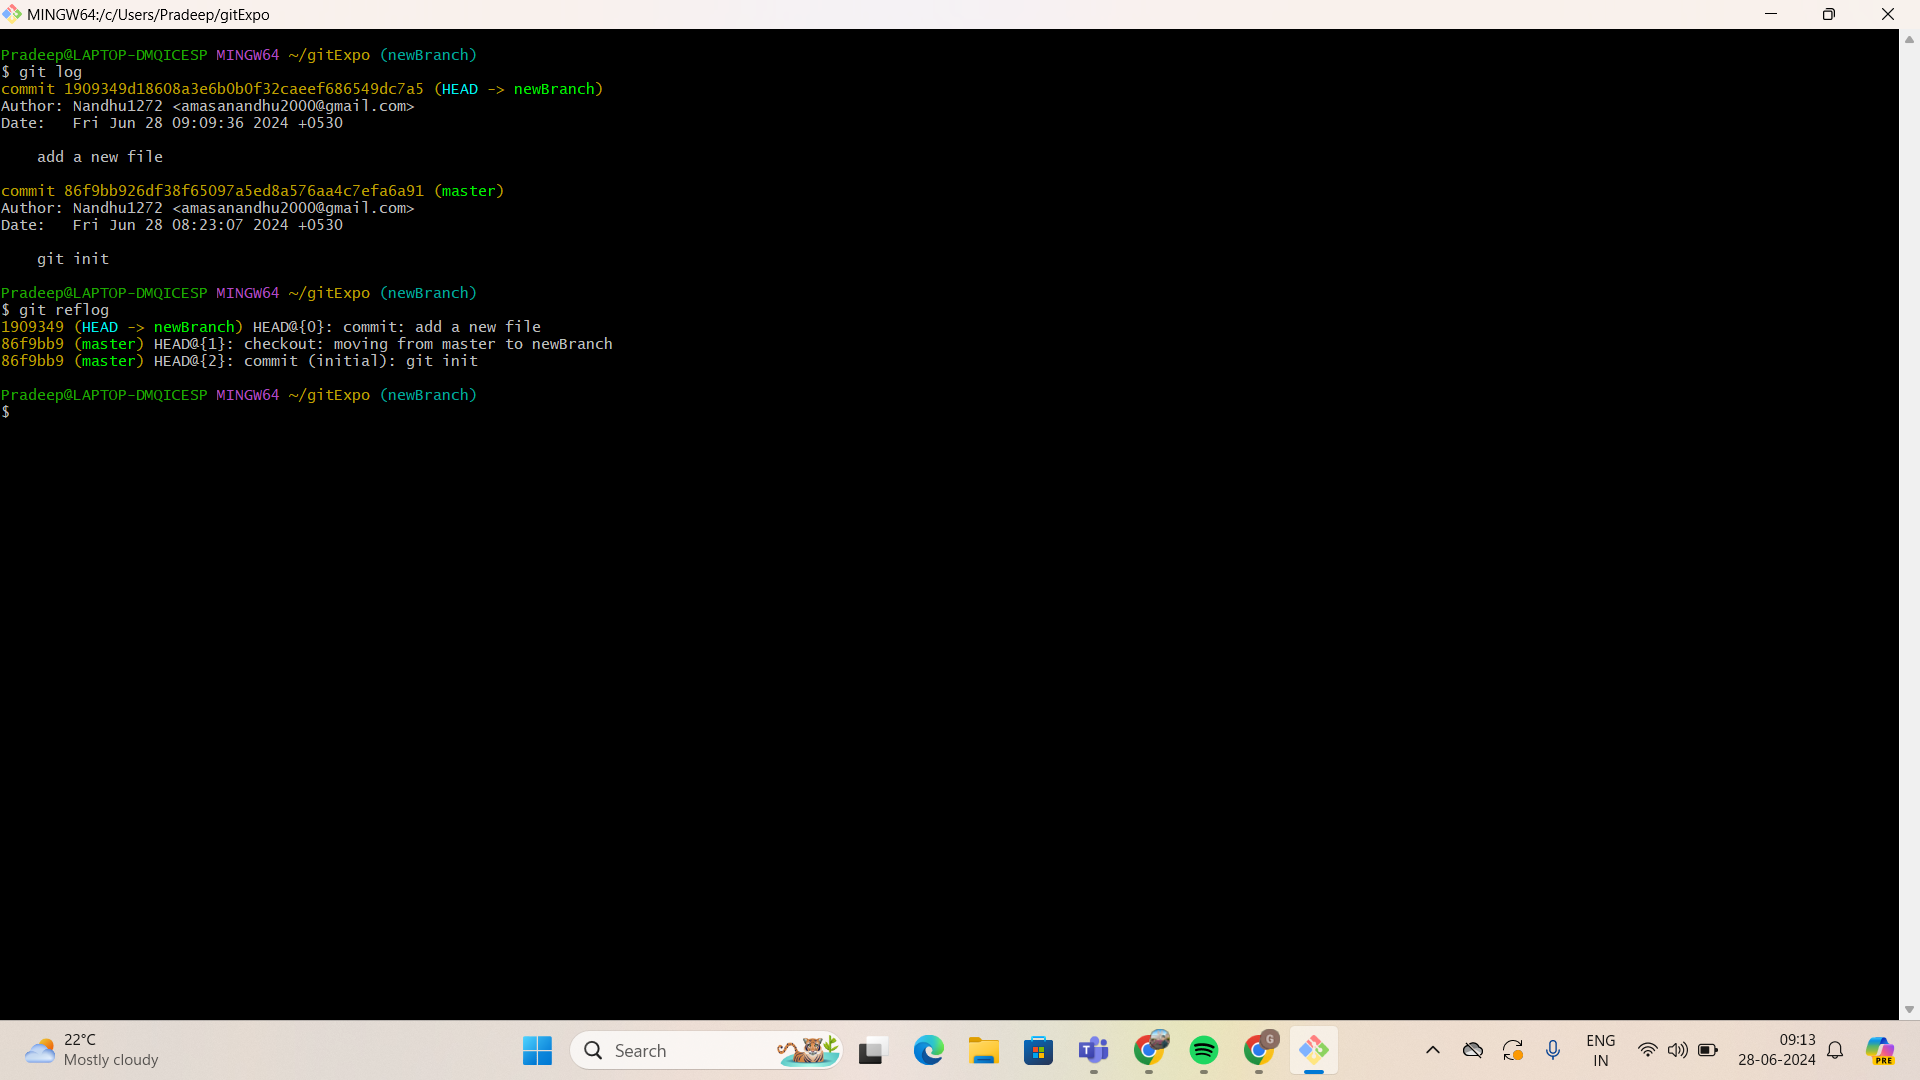 MINGW64:/c/Users/Pradeep/gitExpo
Pradeep@LAPTOP-DMQICESP MINGW64 ~/gitExpo (newBranch)
$ git log
commit 1909349d18608a3e6b0b0f32caeef686549dc7a5 (HEAD -> newBranch)
Author: Nandhu1272 <amasanandhu2000@gmail.com>
Date:   Fri Jun 28 09:09:36 2024 +0530
    add a new file
commit 86f9bb926df38f65097a5ed8a576aa4c7efa6a91 (master)
Author: Nandhu1272 <amasanandhu2000@gmail.com>
Date:   Fri Jun 28 08:23:07 2024 +0530
    git init
Pradeep@LAPTOP-DMQICESP MINGW64 ~/gitExpo (newBranch)
$ git reflog
1909349 (HEAD -> newBranch) HEAD@{0}: commit: add a new file
86f9bb9 (master) HEAD@{1}: checkout: moving from master to newBranch
86f9bb9 (master) HEAD@{2}: commit (initial): git init
Pradeep@LAPTOP-DMQICESP MINGW64 ~/gitExpo (newBranch)
$
22°C
Mostly cloudy
Search
G
ENG
IN
09:13
28-06-2024
PRE